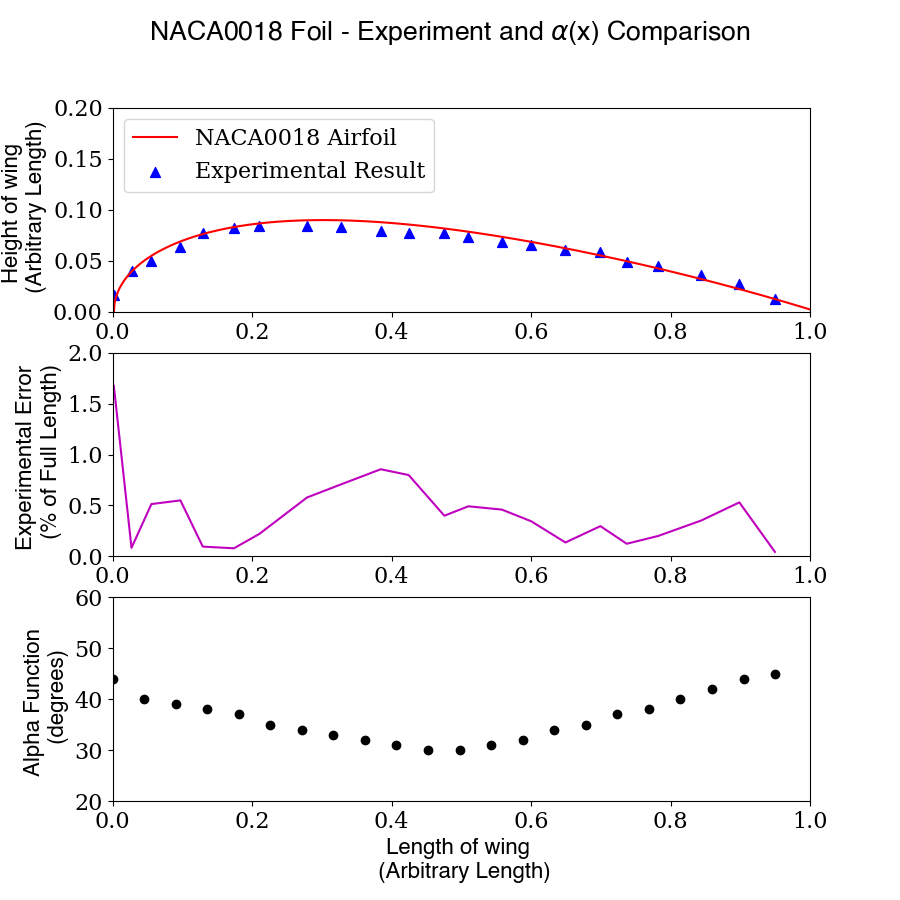 NACA0018 Foil - Experiment and α(x) Comparison
Height of wing
(Arbitrary Length)
0.20
0.15
0.10
0.05
0.00
NACA0018 Airfoil
Experimental Result
0.0 0.2 0.4 0.6 0.8 1.0
Experimental Error
(% of Full Length)
2.0
1.5
1.0
0.5
0.0
0.0 0.2 0.4 0.6 0.8 1.0
Alpha Function
(degrees)
60
50
40
30
20
0.0 0.2 0.4 0.6 0.8 1.0
Length of wing
(Arbitrary Length)